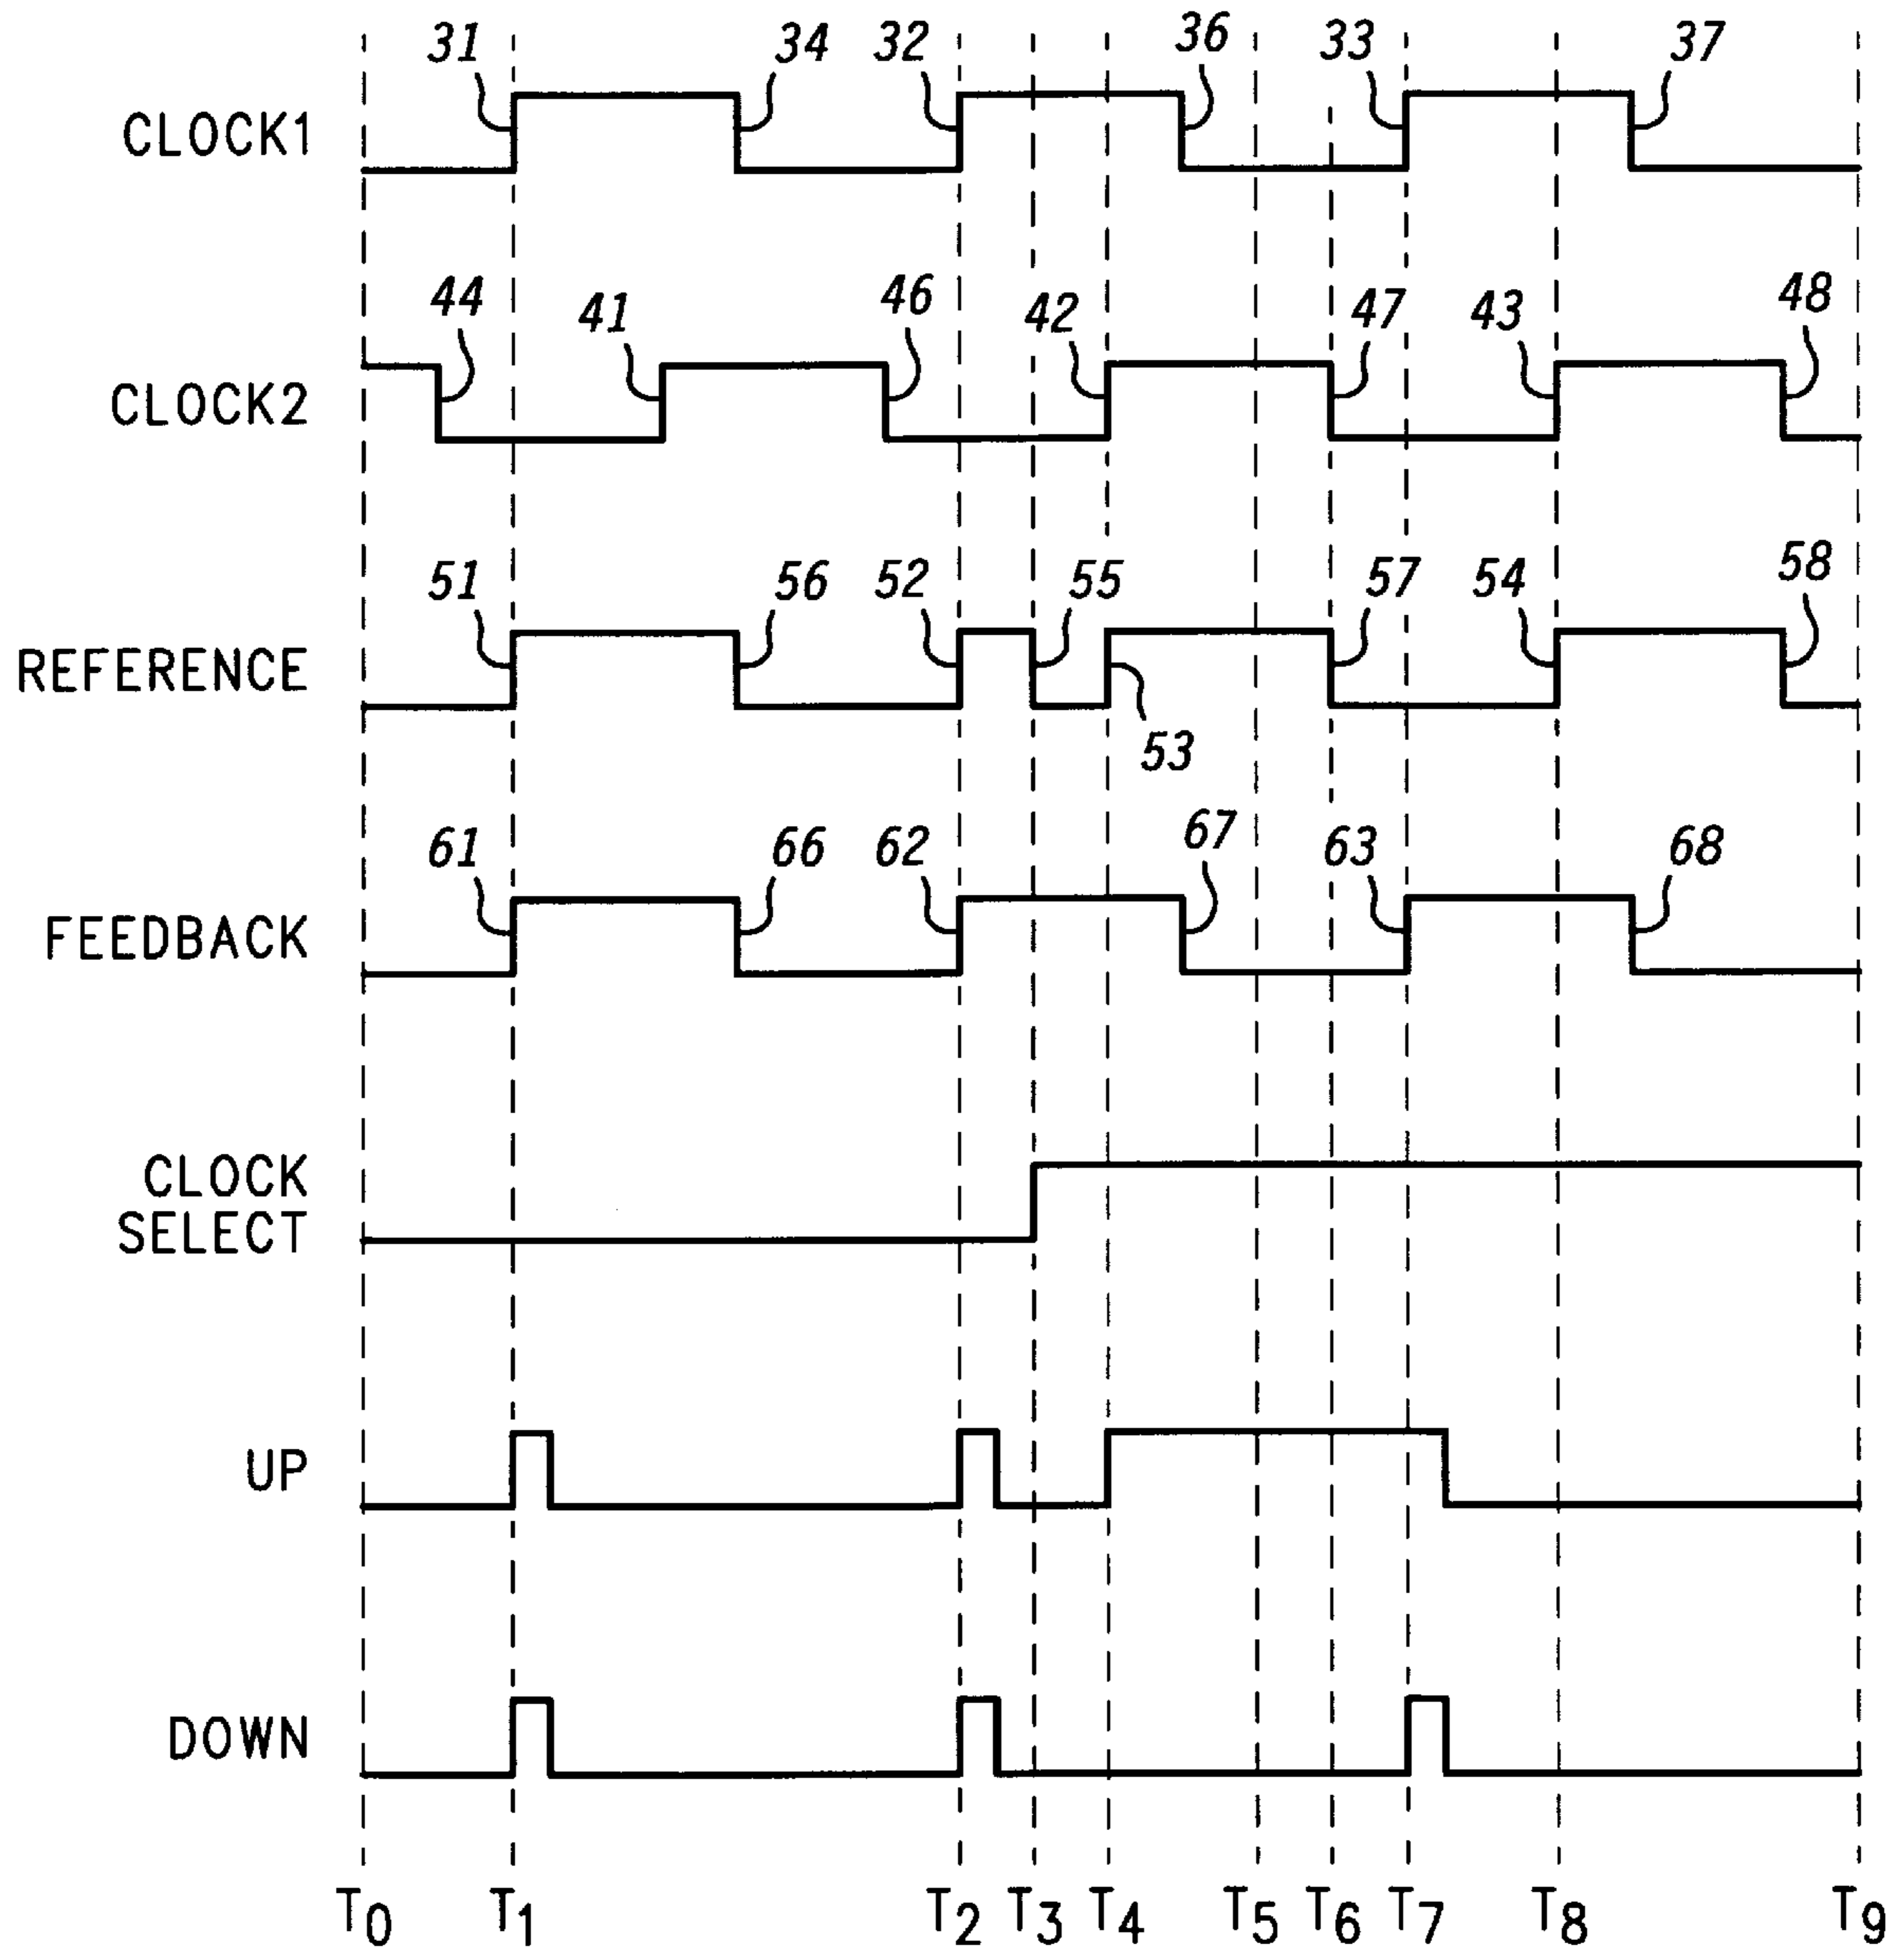 31 34 32 36 33 37
CLOCK1
44 41 46 42 47 43 48
CLOCK2
51 56 52 55 57 54 58
REFERENCE
53
61 66 62 67 63 68
FEEDBACK
CLOCK
SELECT
UP
DOWN
T0 T1 T2 T3 T4 T5 T6 T7 T8 T9